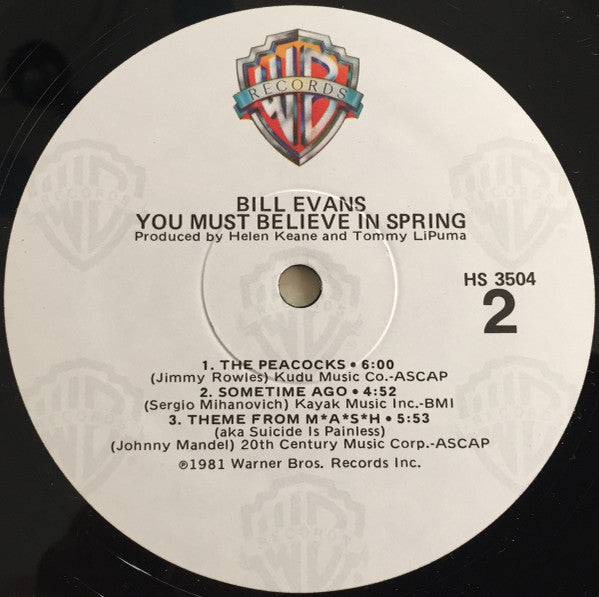 RECORDS
BILL EVANS
YOU MUST BELIEVE IN SPRING
Produced by Helen Keane and Tommy LiPuma
HS 3504
2
1. THE PEACOCKS • 6:00
(Jimmy Rowles) Kudu Music Co.-ASCAP
2. SOMETIME AGO • 4:52
(Sergio Mihanovich) Kayak Music Inc.-BMI
3. THEME FROM M*A*S*H • 5:53
(aka Suicide Is Painless)
(Johnny Mandel) 20th Century Music Corp.-ASCAP
℗1981 Warner Bros. Records Inc.